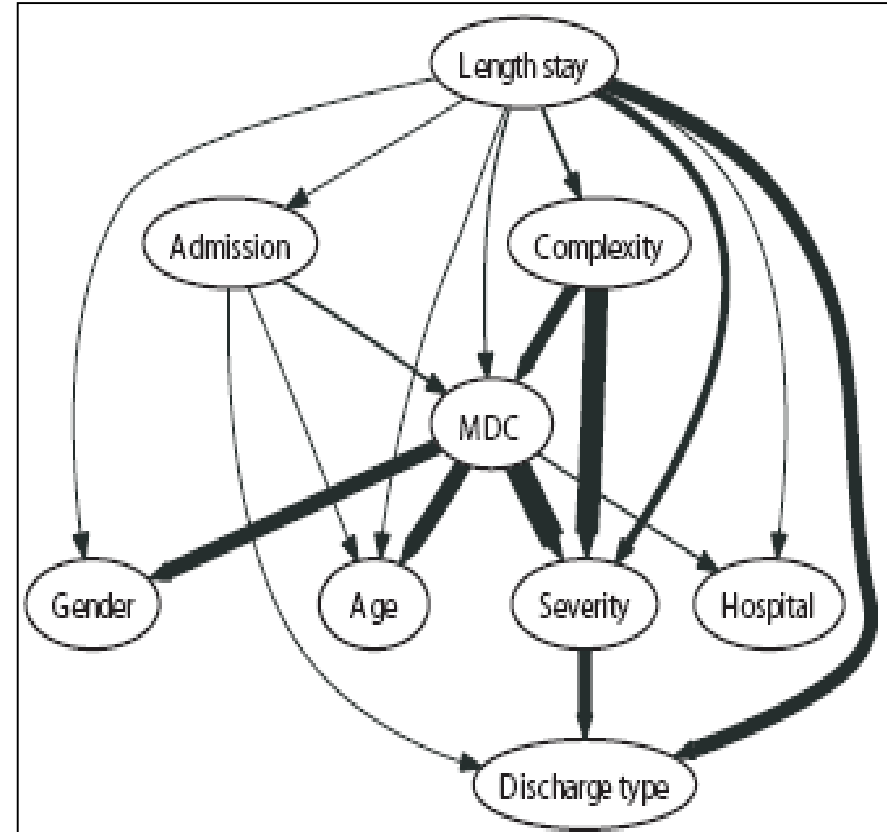 Length stay
Admission
Complexity
MDC
Gender
Age
Severity
Hospital
Discharge type